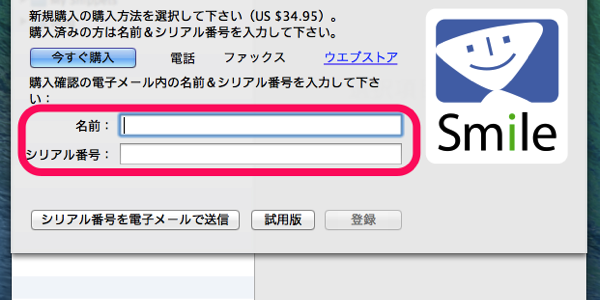 新規購入の購入方法を選択して下さい（US $34.95）。
購入済みの方は名前＆シリアル番号を入力して下さい。
今すぐ購入 電話 ファックス ウエブストア
購入確認の電子メール内の名前＆シリアル番号を入力して下さ
い：
名前：
シリアル番号：
Smile
シリアル番号を電子メールで送信 試用版 登録